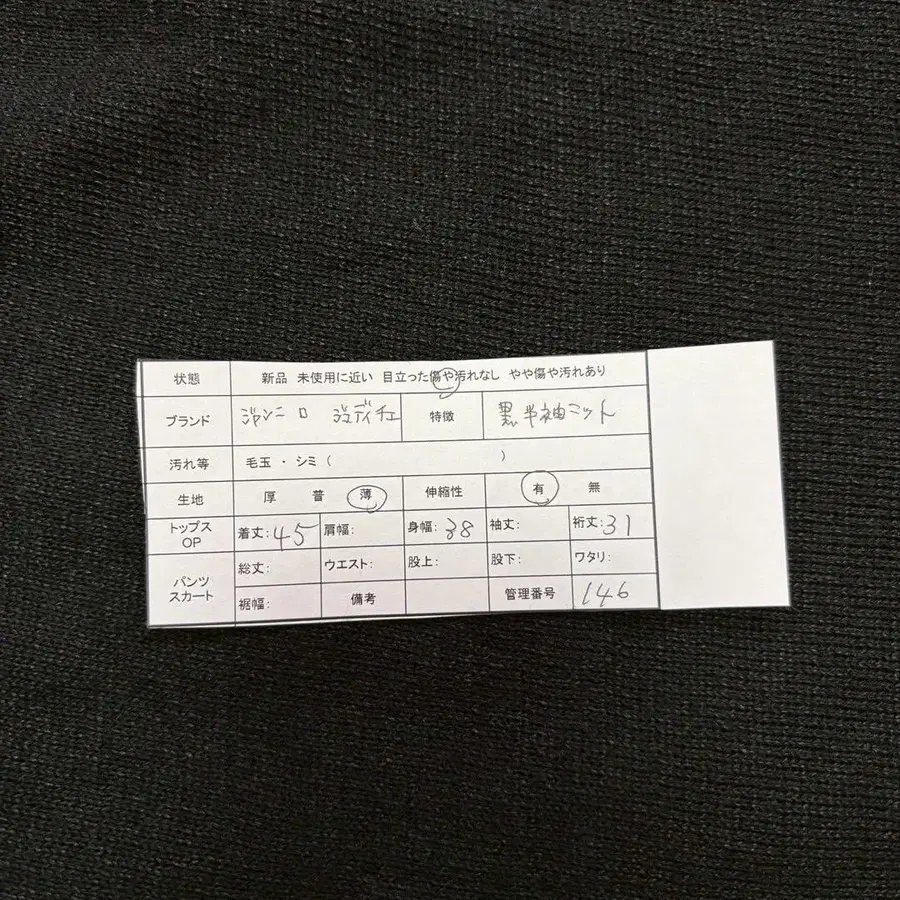 状態 新品 未使用に近い 目立った傷や汚れなし やや傷や汚れあり
ブランド ジャンニロ ジュディチェ 特徴 黒半袖ニット
汚れ等 毛玉・シミ( )
生地 厚 普 薄 伸縮性 有 無
トップス OP 着丈:45 肩幅: 身幅:38 袖丈: 裄丈:31
パンツ スカート 総丈: ウエスト: 股上: 股下: ワタリ:
裾幅: 備考 管理番号 146